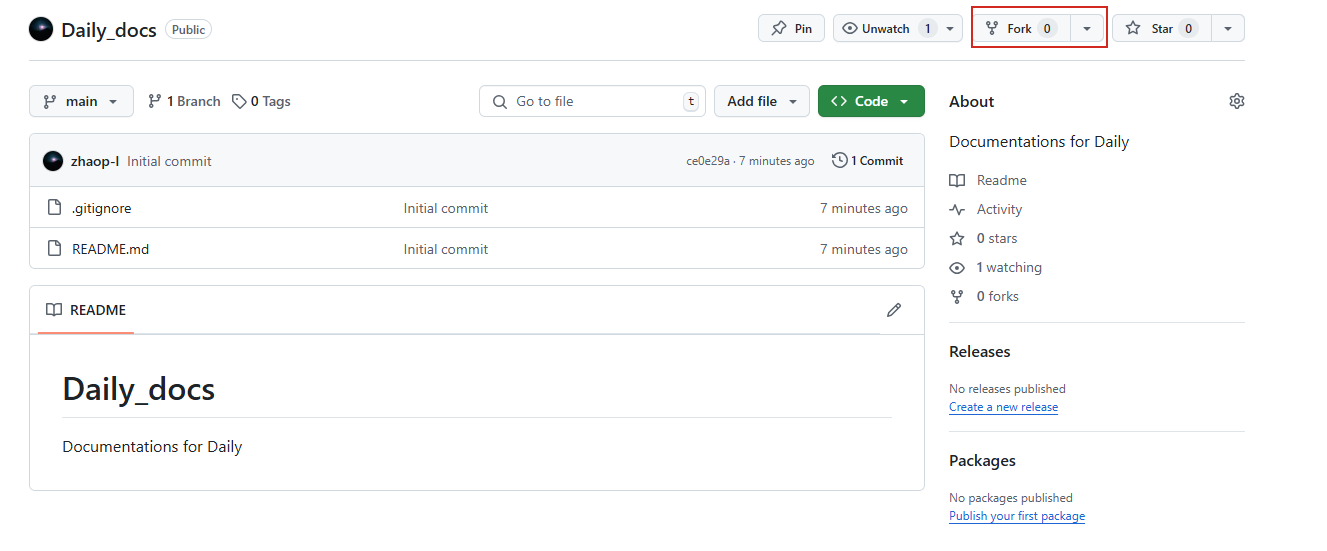 Daily_docs Public Pin Unwatch 1 Fork 0 Star 0
main 1 Branch 0 Tags Go to file t Add file Code
zhaop-l Initial commit ce0e29a · 7 minutes ago 1 Commit
.gitignore Initial commit 7 minutes ago
README.md Initial commit 7 minutes ago
README
Daily_docs
Documentations for Daily
About
Documentations for Daily
Readme
Activity
0 stars
1 watching
0 forks
Releases
No releases published
Create a new release
Packages
No packages published
Publish your first package